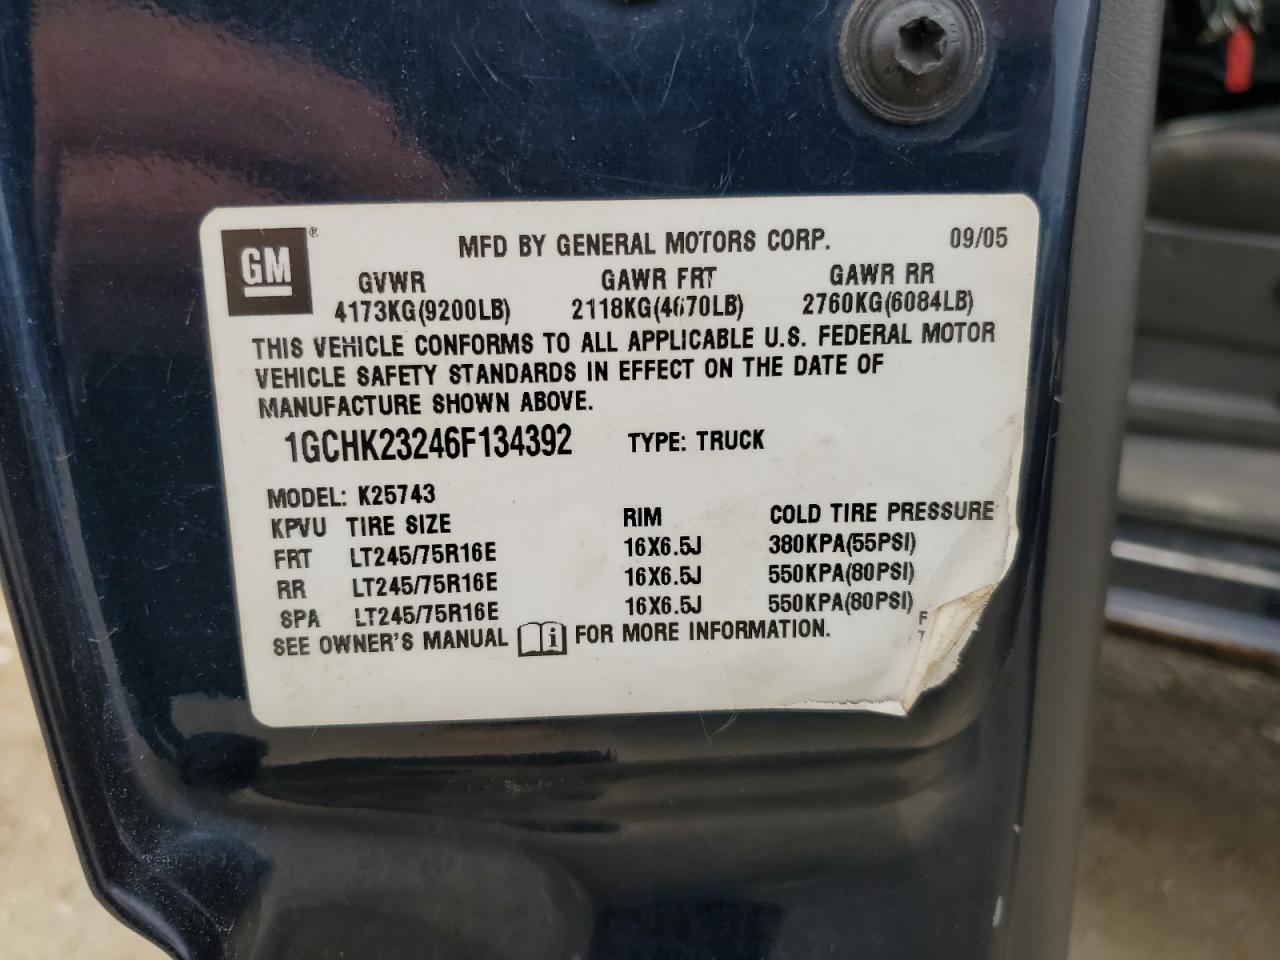 GM® MFD BY GENERAL MOTORS CORP. 09/05
GVWR GAWR FRT GAWR RR
4173KG(9200LB) 2118KG(4670LB) 2760KG(6084LB)
THIS VEHICLE CONFORMS TO ALL APPLICABLE U.S. FEDERAL MOTOR
VEHICLE SAFETY STANDARDS IN EFFECT ON THE DATE OF
MANUFACTURE SHOWN ABOVE.
1GCHK23246F134392 TYPE: TRUCK
MODEL: K25743
KPVU TIRE SIZE RIM COLD TIRE PRESSURE
FRT LT245/75R16E 16X6.5J 380KPA(55PSI)
RR LT245/75R16E 16X6.5J 550KPA(80PSI)
SPA LT245/75R16E 16X6.5J 550KPA(80PSI)
SEE OWNER'S MANUAL i FOR MORE INFORMATION.